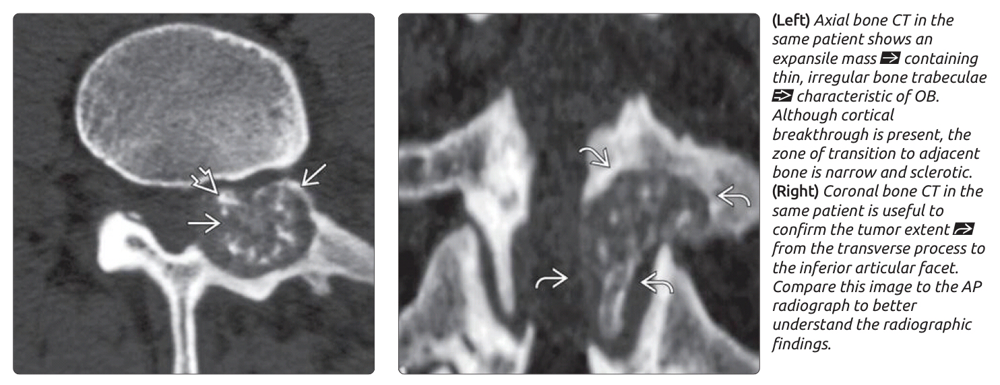 (Left) Axial bone CT in the
same patient shows an
expansile mass containing
thin, irregular bone trabeculae
characteristic of OB.
Although cortical
breakthrough is present, the
zone of transition to adjacent
bone is narrow and sclerotic.
(Right) Coronal bone CT in the
same patient is useful to
confirm the tumor extent
from the transverse process to
the inferior articular facet.
Compare this image to the AP
radiograph to better
understand the radiographic
findings.